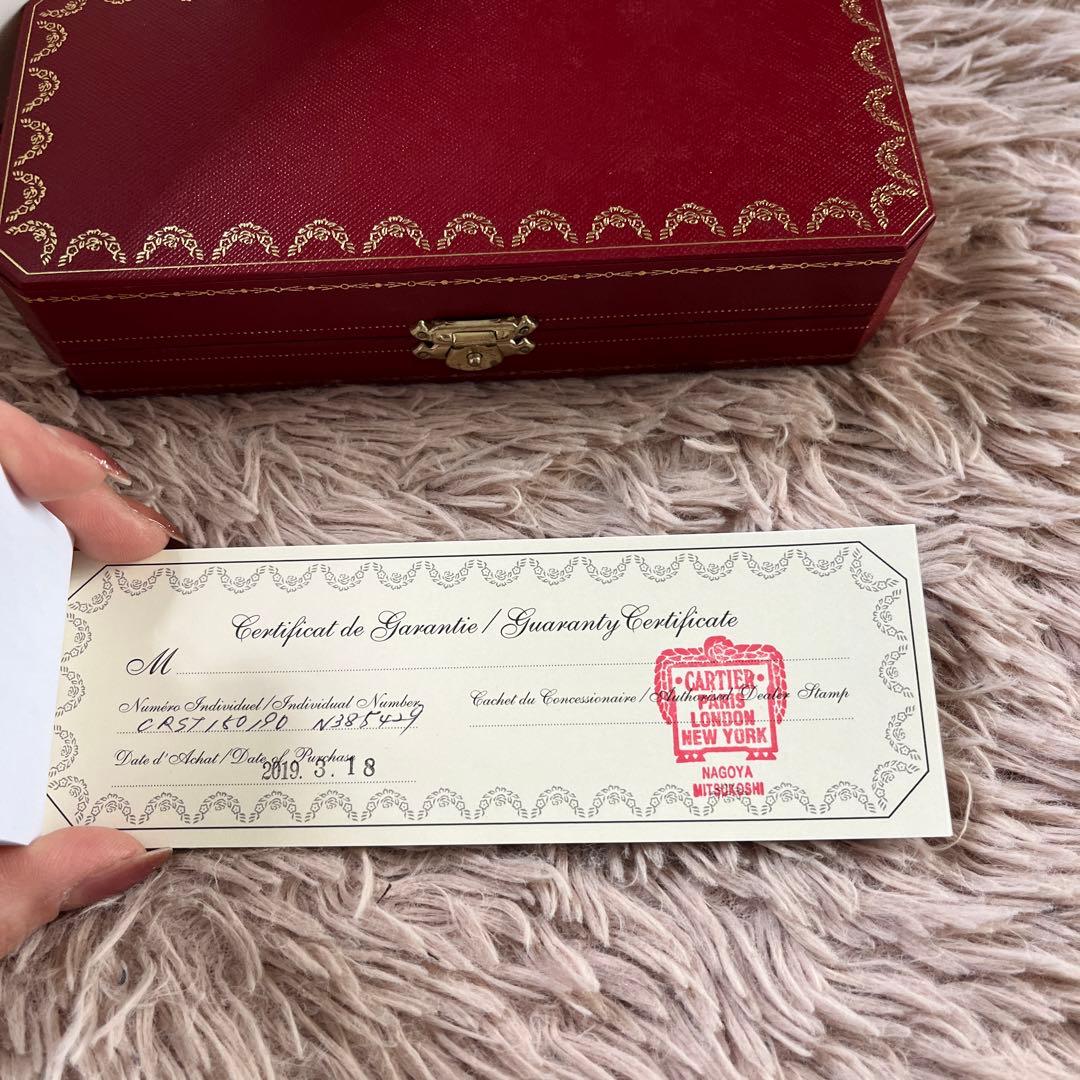 Certificat de Garantie / Guaranty Certificate
M
Numéro Individuel / Individual Number
CRST150190 N385429
Cachet du Concessionaire / Authorised Dealer Stamp
Date d'Achat / Date of Purchase
2019. 3. 18
CARTIER
PARIS
LONDON
NEW YORK
NAGOYA
MITSUKOSHI